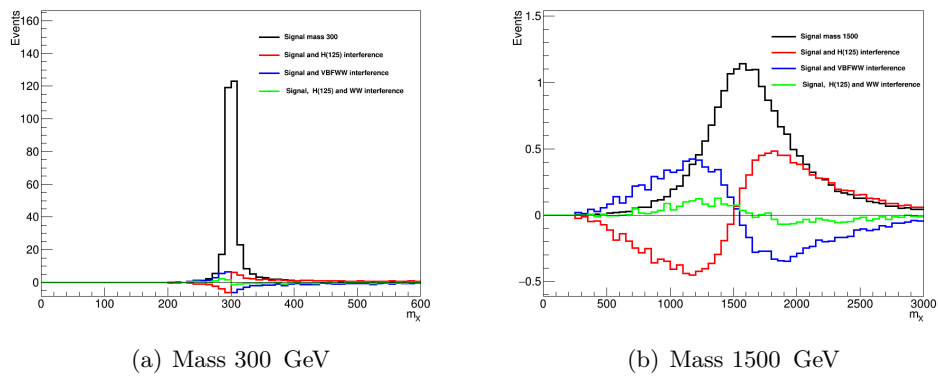 Events
160
140
120
100
80
60
40
20
0
Signal mass 300
Signal and H(125) interference
Signal and VBFWW interference
Signal, H(125) and WW interference
0 100 200 300 400 500 600
m_X
(a) Mass 300 GeV
Events
1.5
1
0.5
0
−0.5
Signal mass 1500
Signal and H(125) interference
Signal and VBFWW interference
Signal, H(125) and WW interference
0 500 1000 1500 2000 2500 3000
m_X
(b) Mass 1500 GeV